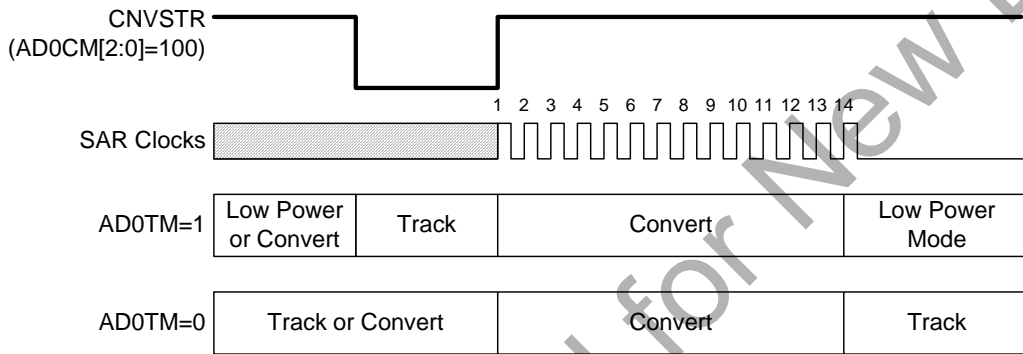 CNVSTR
(AD0CM[2:0]=100)
1 2 3 4 5 6 7 8 9 10 11 12 13 14
SAR Clocks
AD0TM=1
Low Power
or Convert
Track
Convert
Low Power
Mode
AD0TM=0
Track or Convert
Convert
Track
for New